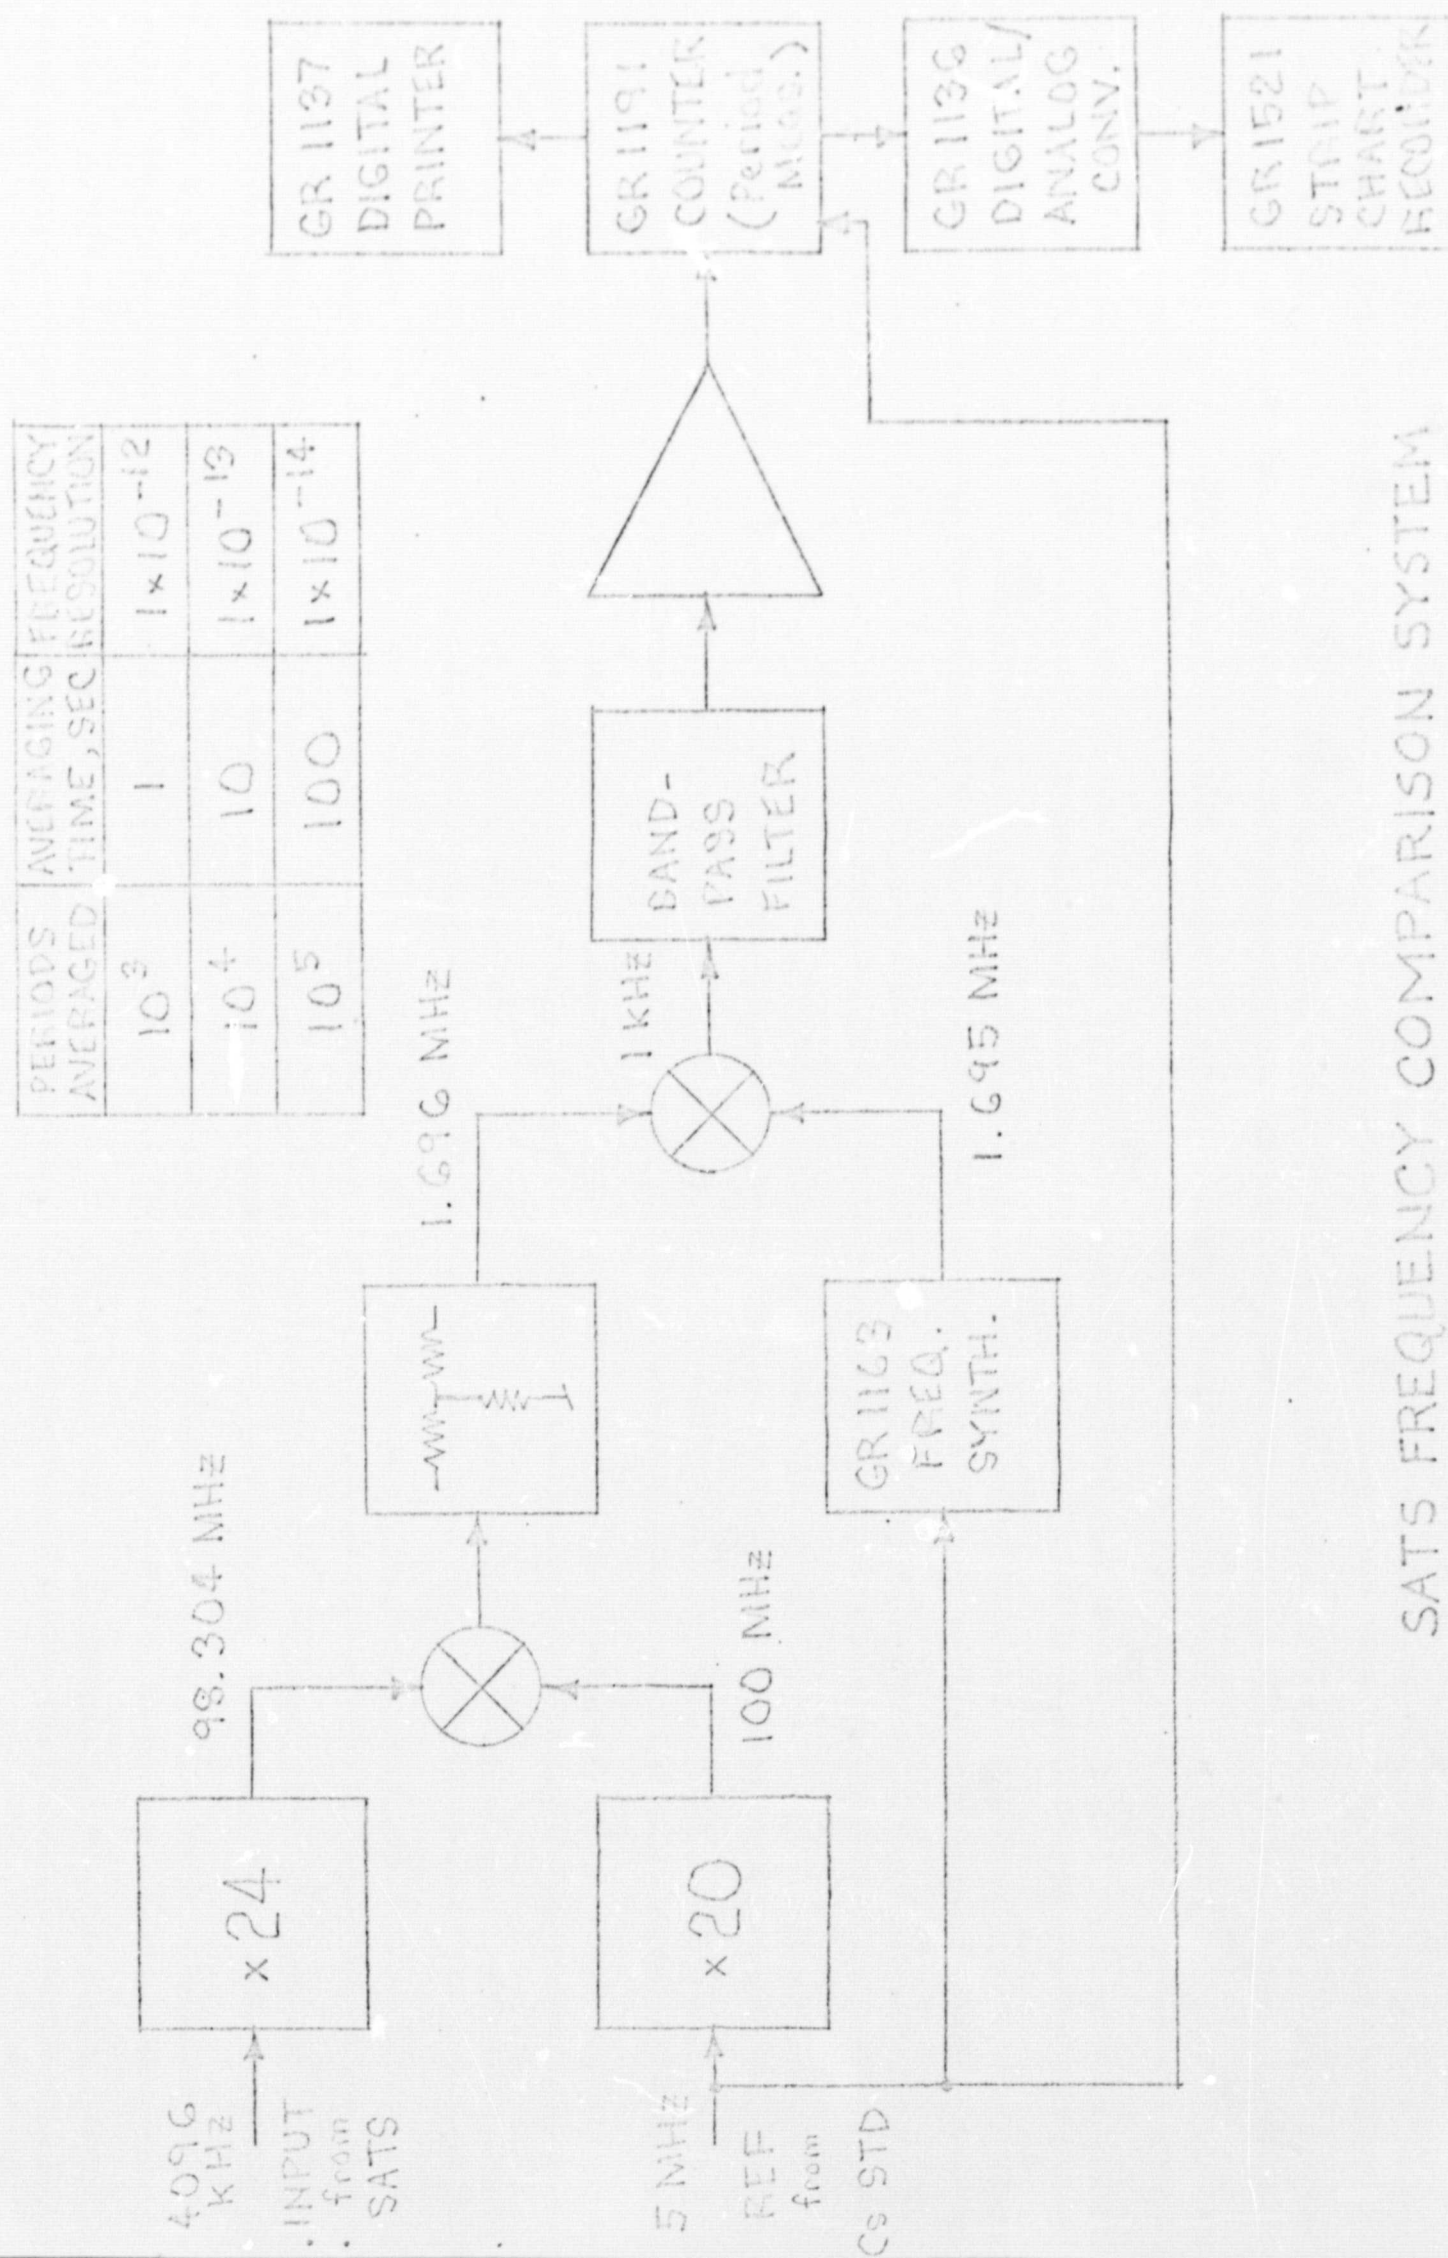 PERIODS AVERAGING FREQUENCY
AVERAGED TIME, SEC RESOLUTION
10³ 1 1×10⁻¹²
10⁴ 10 1×10⁻¹³
10⁵ 100 1×10⁻¹⁴
4096
KHz
INPUT
from
SATS
×24
98.304 MHz
5 MHz
REF
from
Cs STD
×20
100 MHz
1.696 MHz
GR 1163
FREQ.
SYNTH.
1.695 MHz
1 KHz
BAND-
PASS
FILTER
GR 1137
DIGITAL
PRINTER
GR 1191
COUNTER
(Period
Meas.)
GR 1136
DIGITAL/
ANALOG
CONV.
GR 1521
STRIP
CHART
RECORDER
SATS FREQUENCY COMPARISON SYSTEM